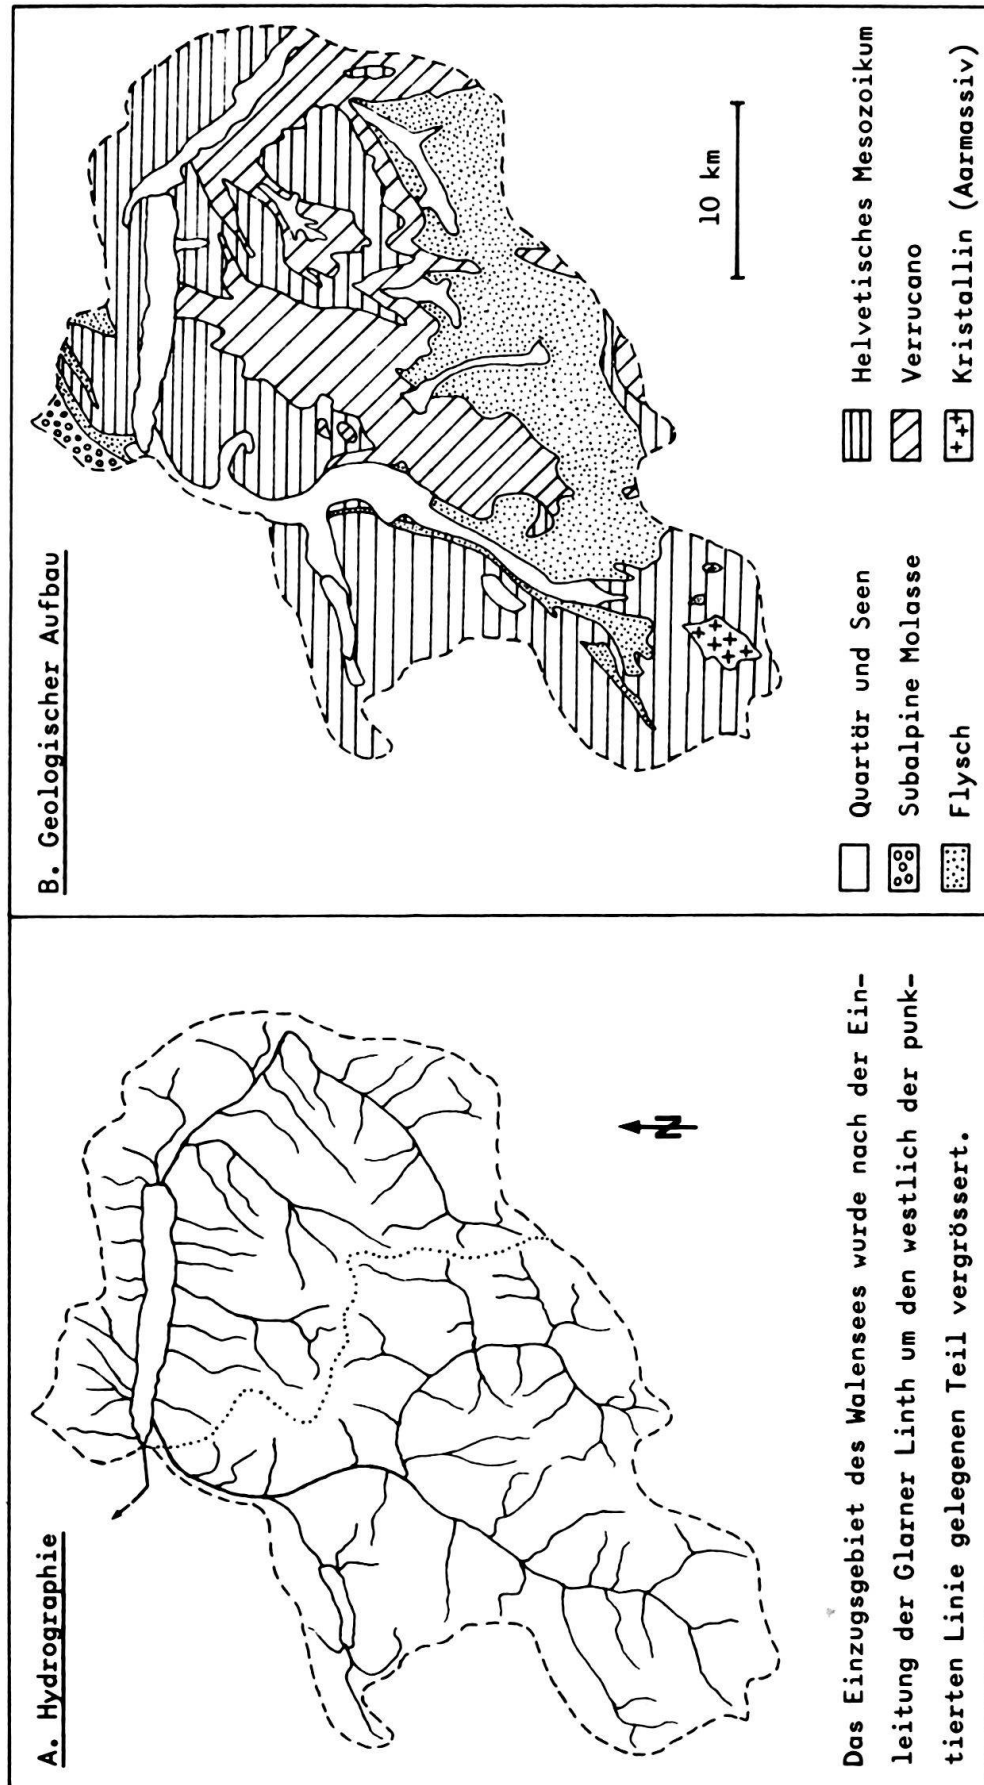 A. Hydrographie
N
Das Einzugsgebiet des Walensees wurde nach der Ein-
leitung der Glarner Linth um den westlich der punk-
tierten Linie gelegenen Teil vergrössert.
B. Geologischer Aufbau
10 km
Quartär und Seen
Subalpine Molasse
Flysch
Helvetisches Mesozoikum
Verrucano
Kristallin (Aarmassiv)